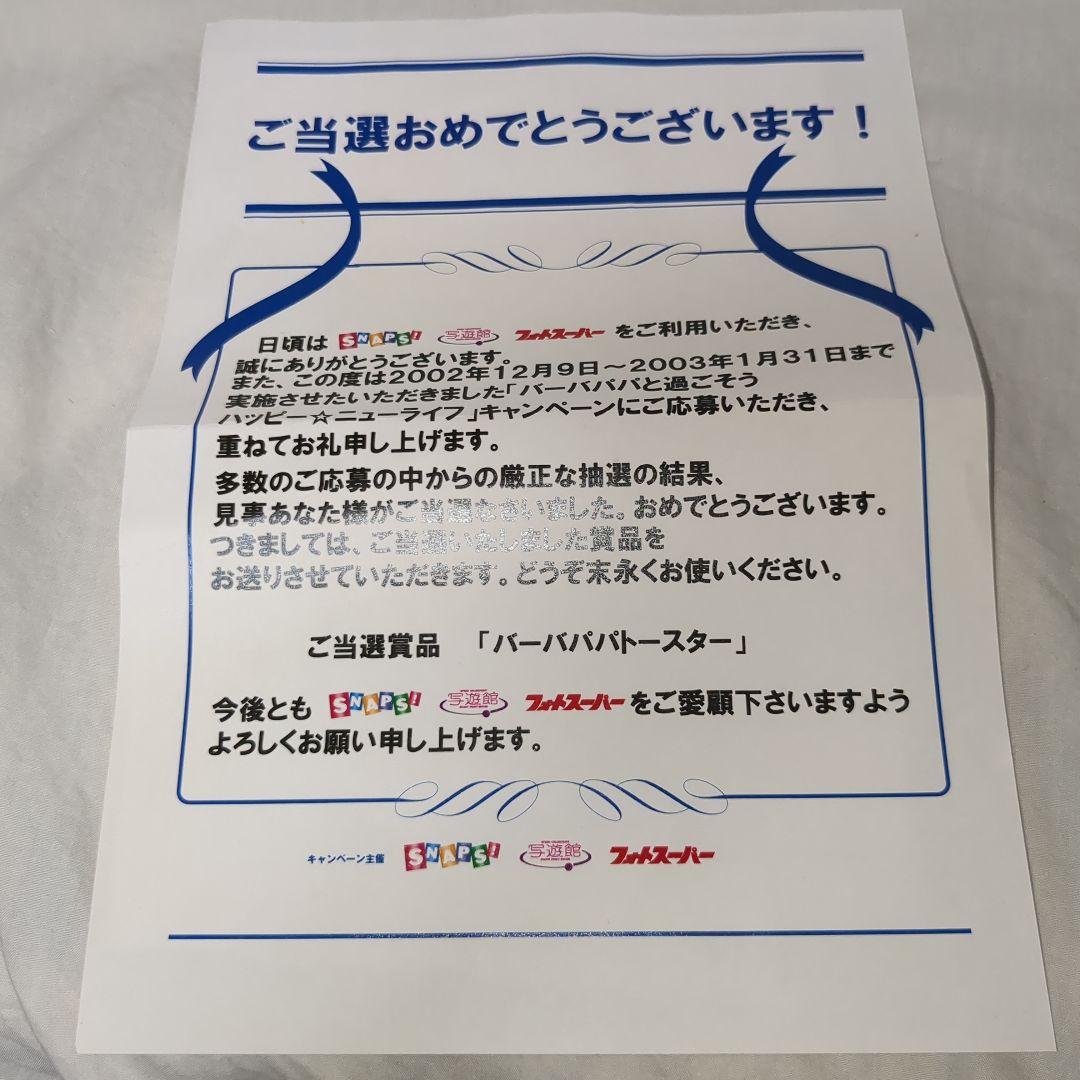 ご当選おめでとうございます！
日頃は SNAPS! 写遊館 フォトスーパー をご利用いただき、
誠にありがとうございます。
また、この度は2002年12月9日～2003年1月31日まで
実施させたいただきました「バーバパパと過ごそう
ハッピー☆ニューライフ」キャンペーンにご応募いただき、
重ねてお礼申し上げます。
多数のご応募の中からの厳正な抽選の結果、
見事あなた様がご当選なさいました。おめでとうございます。
つきましては、ご当選いたしました賞品を
お送りさせていただきます。どうぞ末永くお使いください。
ご当選賞品 「バーバパパトースター」
今後とも SNAPS! 写遊館 フォトスーパー をご愛顧下さいますよう
よろしくお願い申し上げます。
キャンペーン主催 SNAPS! 写遊館 フォトスーパー